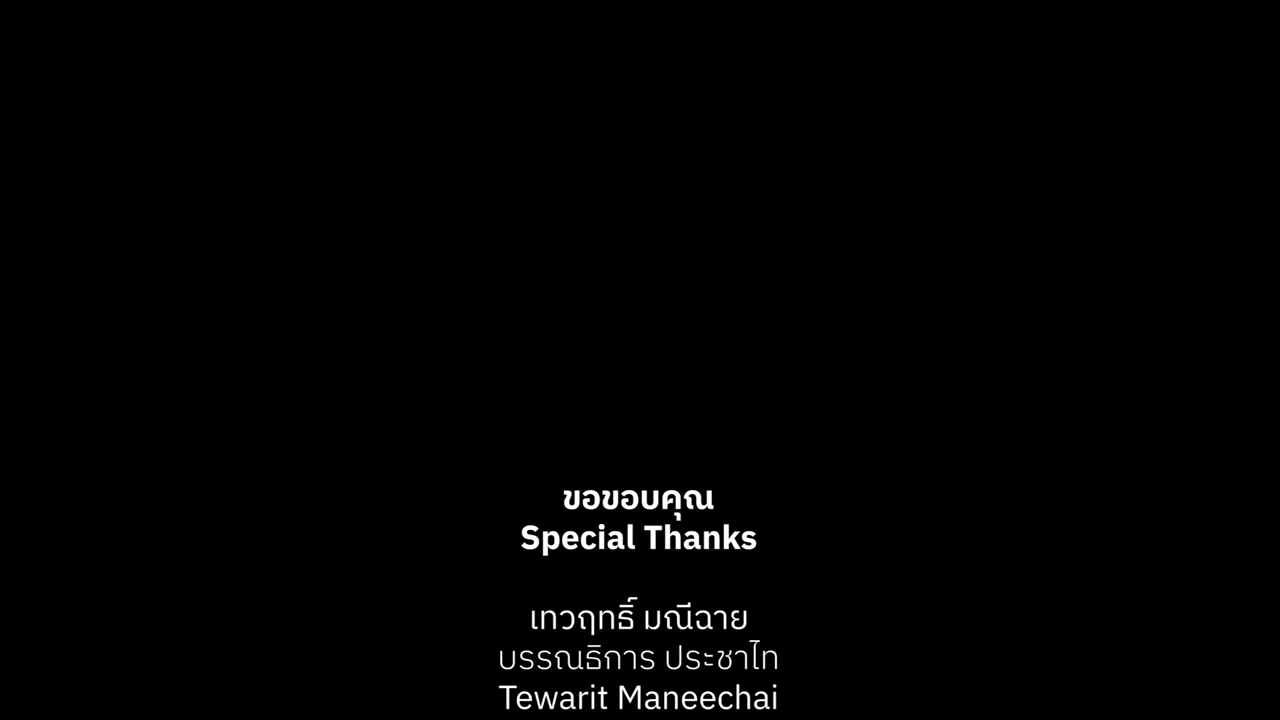 ขอขอบคุณ
Special Thanks
เทวฤทธิ์ มณีฉาย
บรรณธิการ ประชาไท
Tewarit Maneechai